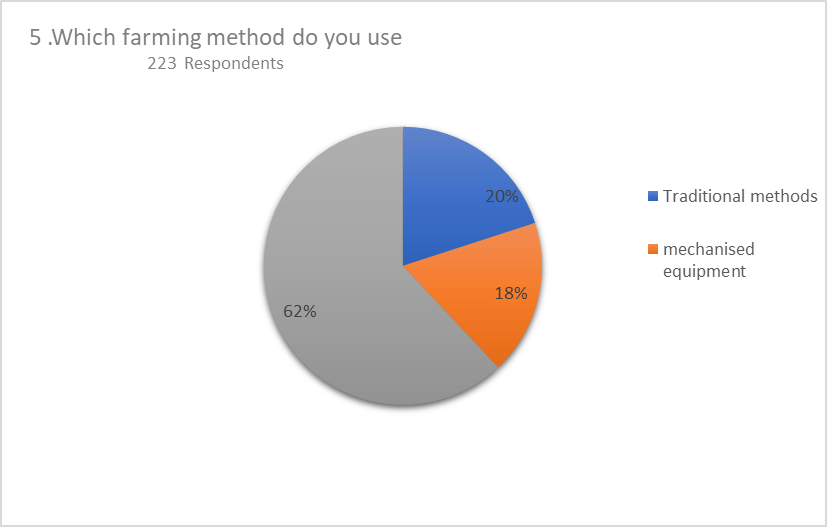 5 .Which farming method do you use
223 Respondents
20%
18%
62%
Traditional methods
mechanised
equipment